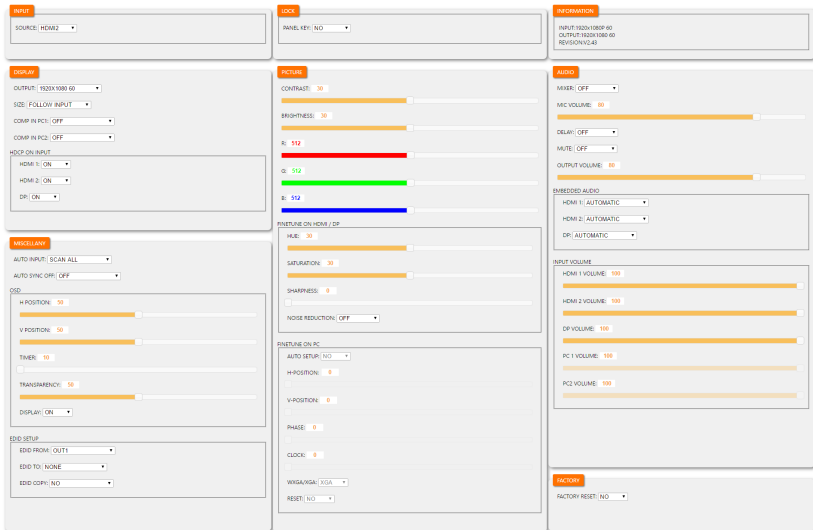 INPUT
SOURCE: HDMI2
LOCK
PANEL KEY: NO
INFORMATION
INPUT:1920x1080P 60
OUTPUT:1920x1080 60
REVISION:V2.43
DISPLAY
OUTPUT: 1920X1080 60
SIZE: FOLLOW INPUT
COMP IN PC1: OFF
COMP IN PC2: OFF
HDCP ON INPUT
HDMI 1: ON
HDMI 2: ON
DP: ON
MISCELLANY
AUTO INPUT: SCAN ALL
AUTO SYNC OFF: OFF
OSD
H POSITION: 50
V POSITION: 50
TIMER: 10
TRANSPARENCY: 50
DISPLAY: ON
EDID SETUP
EDID FROM: OUT1
EDID TO: NONE
EDID COPY: NO
PICTURE
CONTRAST: 30
BRIGHTNESS: 30
R: 512
G: 512
B: 512
FINETUNE ON HDMI / DP
HUE: 30
SATURATION: 30
SHARPNESS: 0
NOISE REDUCTION: OFF
FINETUNE ON PC
AUTO SETUP: NO
H-POSITION: 0
V-POSITION: 0
PHASE: 0
CLOCK: 0
WXGA/XGA: XGA
RESET: NO
AUDIO
MIXER: OFF
MIC VOLUME: 80
DELAY: OFF
MUTE: OFF
OUTPUT VOLUME: 80
EMBEDDED AUDIO
HDMI 1: AUTOMATIC
HDMI 2: AUTOMATIC
DP: AUTOMATIC
INPUT VOLUME
HDMI 1 VOLUME: 100
HDMI 2 VOLUME: 100
DP VOLUME: 100
PC 1 VOLUME: 100
PC2 VOLUME: 100
FACTORY
FACTORY RESET: NO